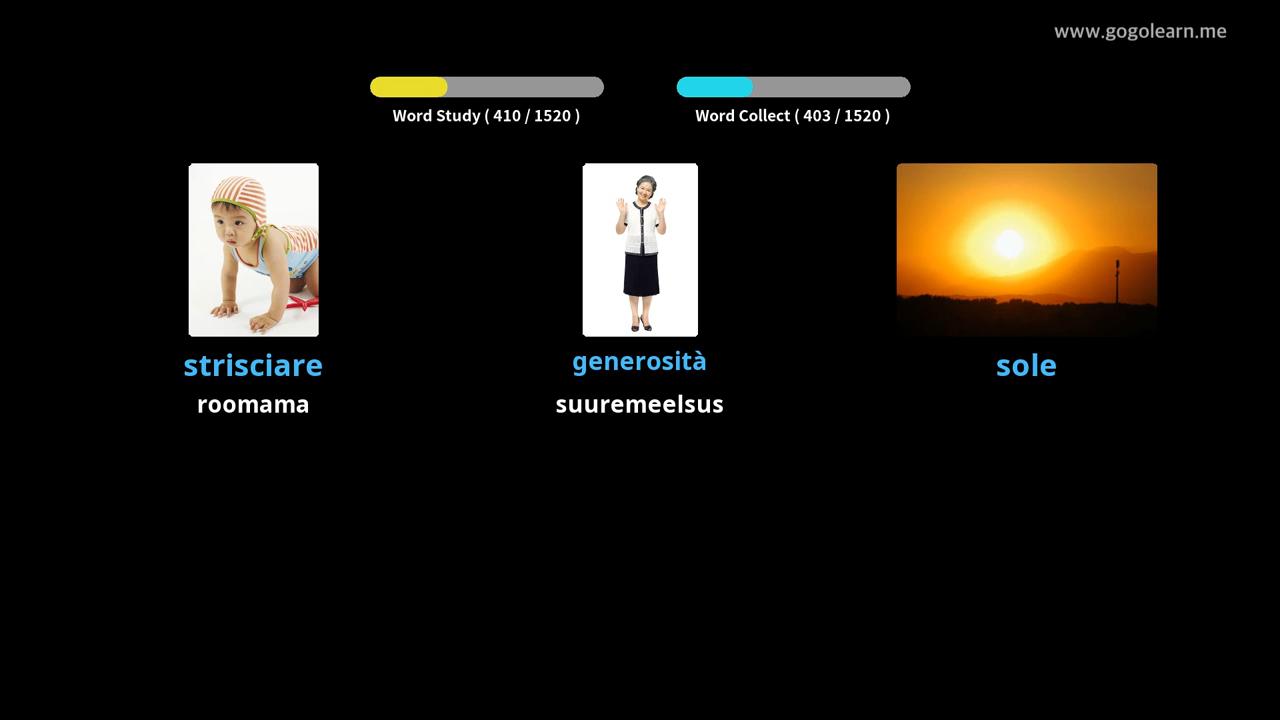 www.gogolearn.me
Word Study ( 410 / 1520 )
Word Collect ( 403 / 1520 )
strisciare
roomama
generosità
suuremeelsus
sole